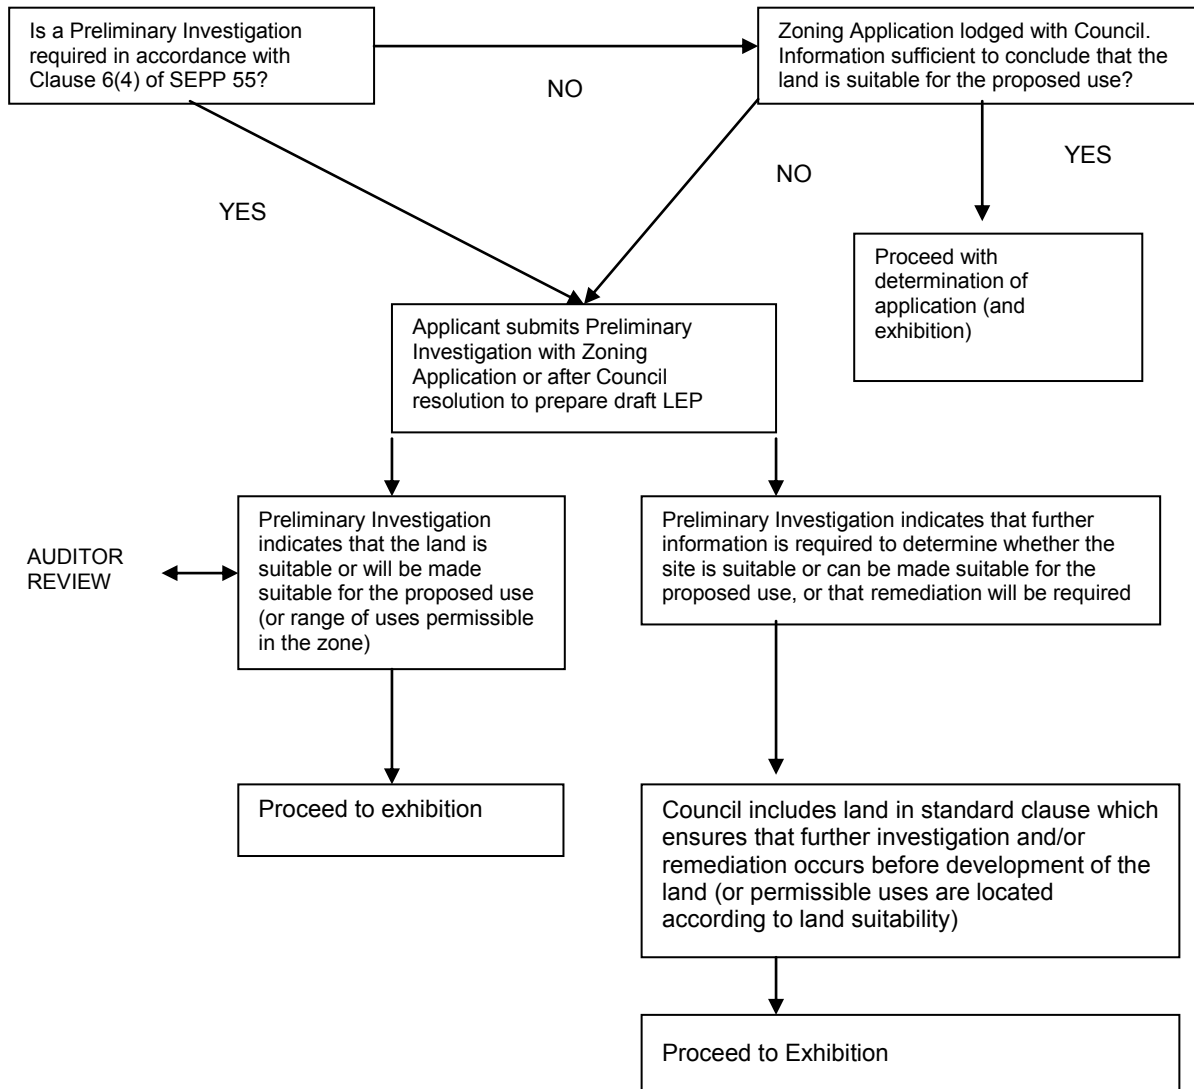 Is a Preliminary Investigation
required in accordance with
Clause 6(4) of SEPP 55?
NO
Zoning Application lodged with Council.
Information sufficient to conclude that the
land is suitable for the proposed use?
YES
NO
YES
Proceed with
determination of
application (and
exhibition)
Applicant submits Preliminary
Investigation with Zoning
Application or after Council
resolution to prepare draft LEP
AUDITOR
REVIEW
Preliminary Investigation
indicates that the land is
suitable or will be made
suitable for the proposed use
(or range of uses permissible
in the zone)
Preliminary Investigation indicates that further
information is required to determine whether the
site is suitable or can be made suitable for the
proposed use, or that remediation will be required
Proceed to exhibition
Council includes land in standard clause which
ensures that further investigation and/or
remediation occurs before development of the
land (or permissible uses are located
according to land suitability)
Proceed to Exhibition